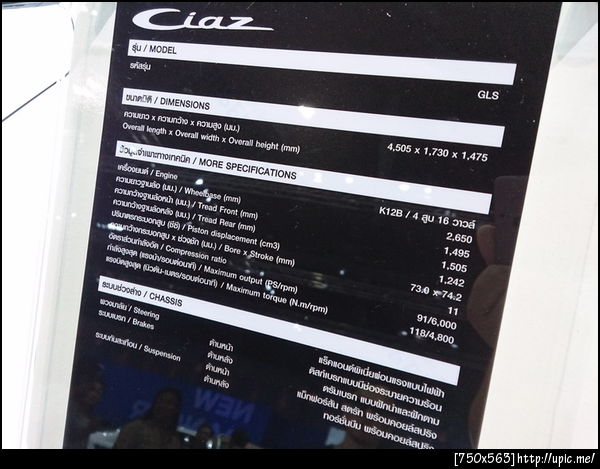 Ciaz
รุ่น / MODEL
รหัสรุ่น GLS
ขนาดมิติ / DIMENSIONS
ความยาว x ความกว้าง x ความสูง (มม.)
Overall length x Overall width x Overall height (mm) 4,505 x 1,730 x 1,475
ข้อมูลจำเพาะทางเทคนิค / MORE SPECIFICATIONS
เครื่องยนต์ / Engine K12B / 4 สูบ 16 วาวล์
ความยาวฐานล้อ (มม.) / Wheelbase (mm) 2,650
ความกว้างฐานล้อหน้า (มม.) / Tread Front (mm) 1,495
ความกว้างฐานล้อหลัง (มม.) / Tread Rear (mm) 1,505
ปริมาตรกระบอกสูบ (ซีซี) / Piston displacement (cm3) 1,242
ความกว้างกระบอกสูบ x ช่วงชัก (มม.) / Bore x Stroke (mm) 73.0 x 74.2
อัตราส่วนกำลังอัด / Compression ratio 11
กำลังสูงสุด (แรงม้า/รอบต่อนาที) / Maximum output (PS/rpm) 91/6,000
แรงบิดสูงสุด (นิวตัน-เมตร/รอบต่อนาที) / Maximum torque (N.m/rpm) 118/4,800
ระบบช่วงล่าง / CHASSIS
พวงมาลัย / Steering แร็คแอนด์พิเนี่ยนผ่อนแรงแบบไฟฟ้า
ระบบเบรก / Brakes ด้านหน้า ดิสก์เบรกแบบมีช่องระบายความร้อน
ด้านหลัง ดรัมเบรก แบบฝักนำและฝักตาม
ระบบกันสะเทือน / Suspension ด้านหน้า แม็กเฟอร์สัน สตรัท พร้อมคอยล์สปริง
ด้านหลัง ทอร์ชั่นบีม พร้อมคอยล์สปริง
NEW
[750x563]http://upic.me/